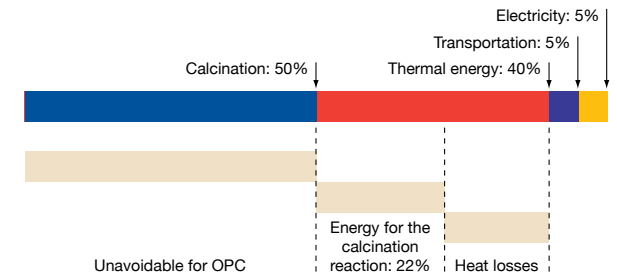 Electricity: 5%
Transportation: 5%
Calcination: 50%
Thermal energy: 40%
Energy for the
calcination
reaction: 22%
Unavoidable for OPC
Heat losses